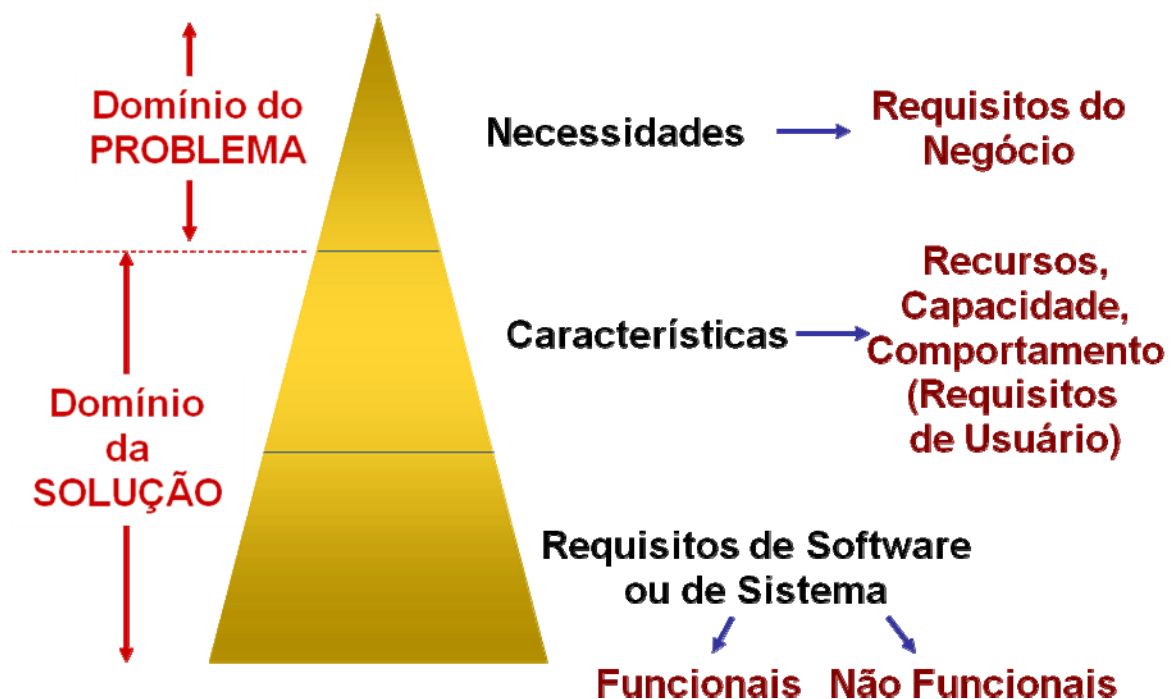 Domínio do
PROBLEMA
Necessidades
Requisitos do
Negócio
Domínio
da
SOLUÇÃO
Característísticas
Recursos,
Capacidade,
Comportamento
(Requisitos
de Usuário)
Requisitos de Software
ou de Sistema
Funcionais
Não Funcionais